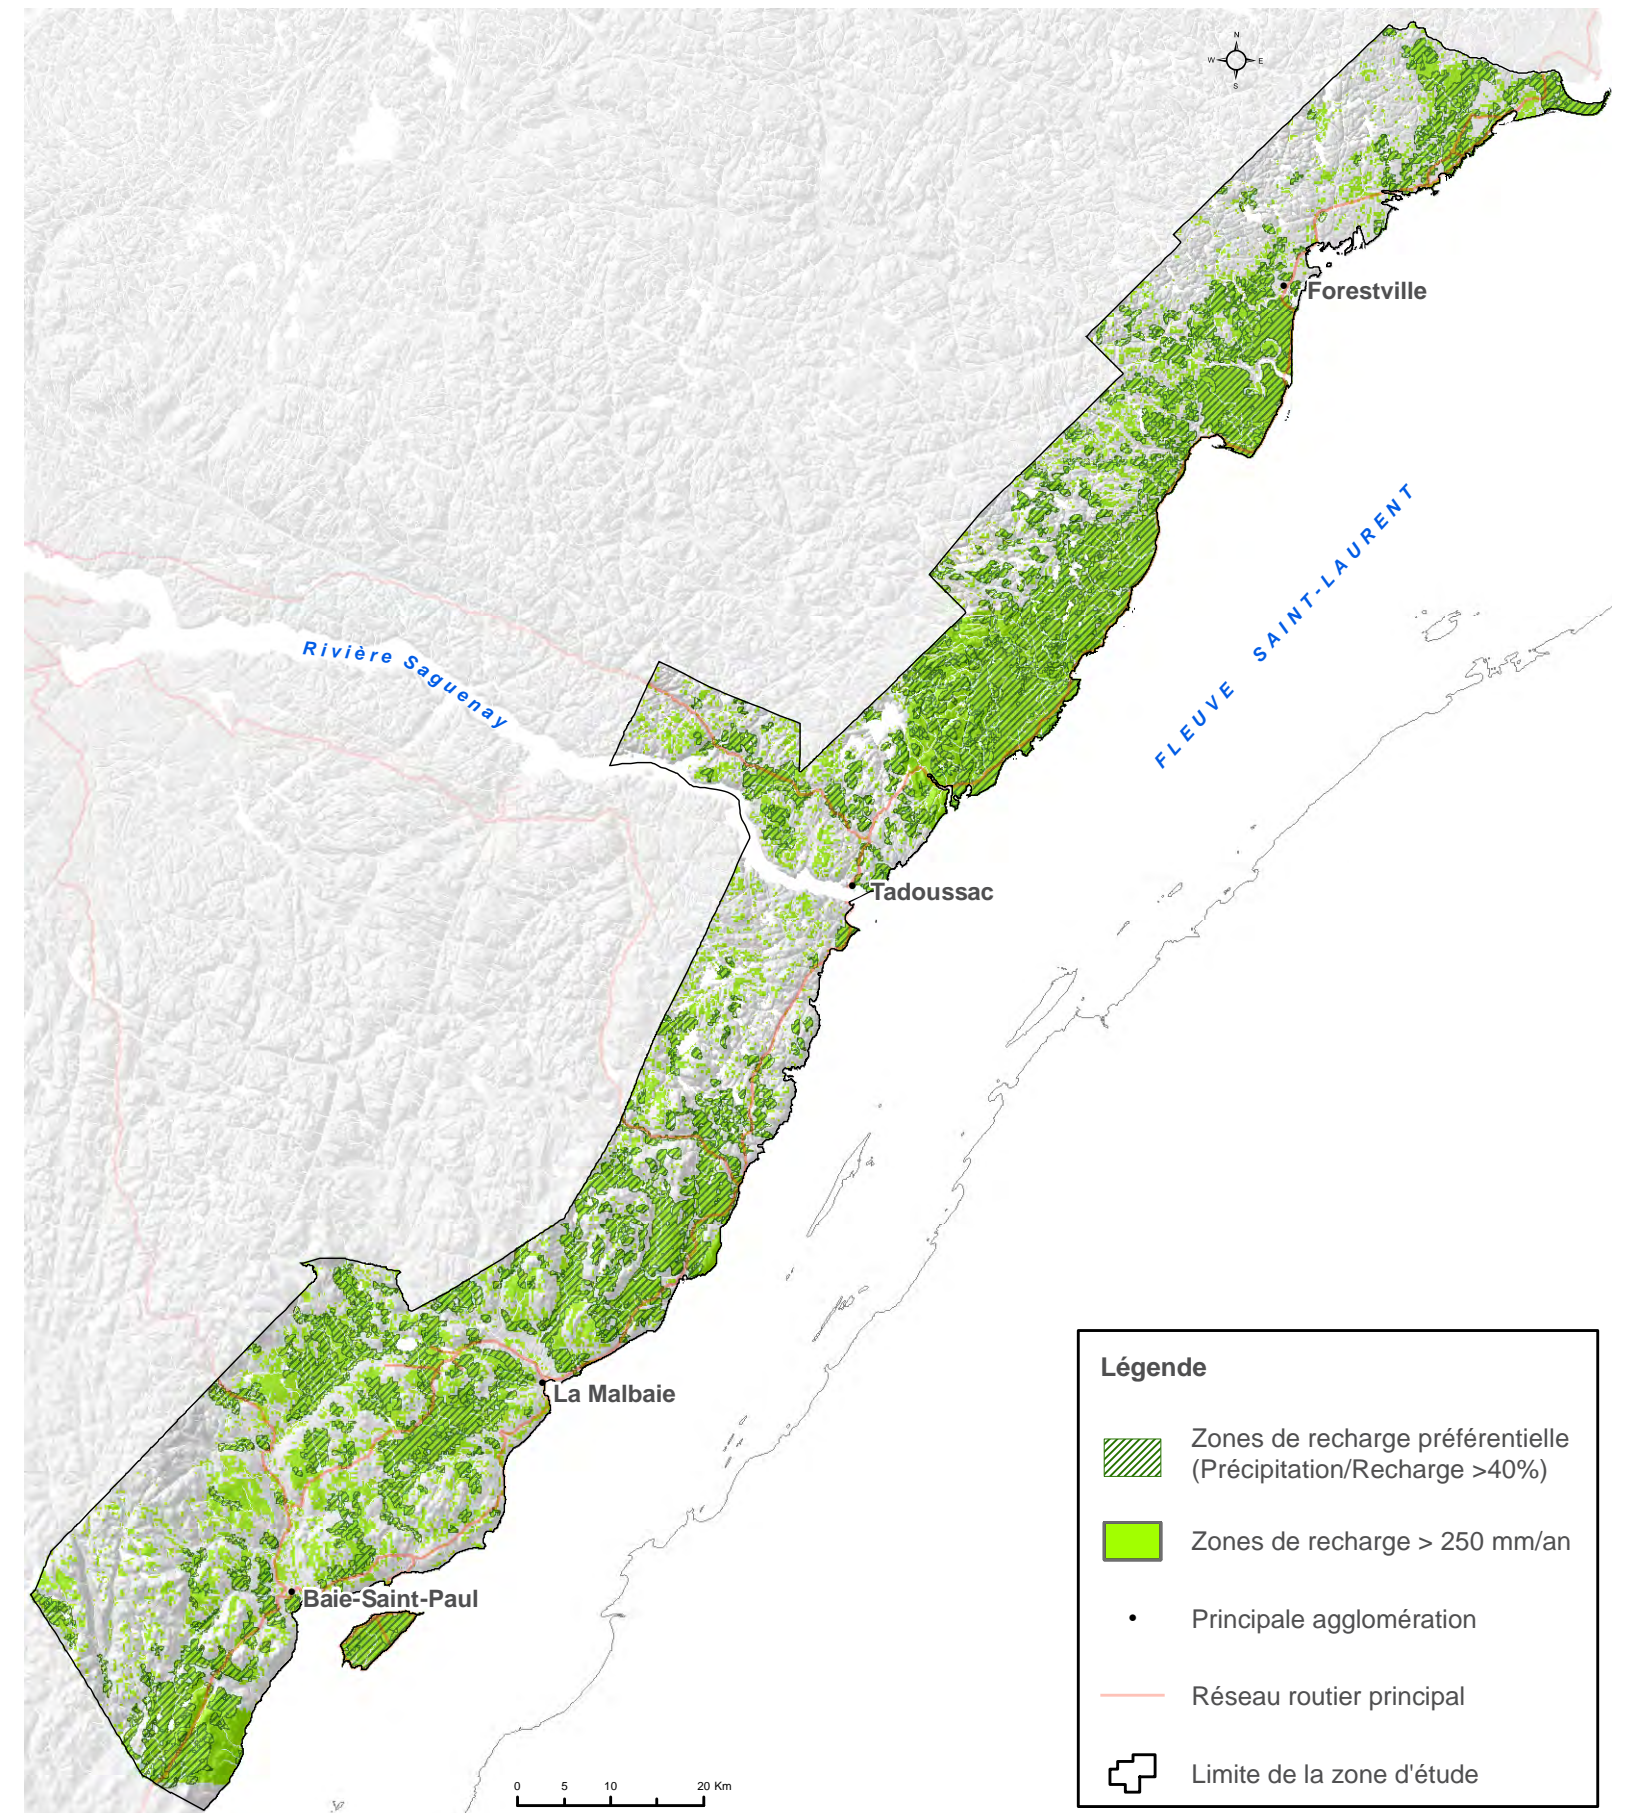 N
W E
S
Forestville
FLEUVE SAINT-LAURENT
Rivière Saguenay
Tadoussac
La Malbaie
Baie-Saint-Paul
0 5 10 20 Km
Légende
Zones de recharge préférentielle
(Précipitation/Recharge >40%)
Zones de recharge > 250 mm/an
Principale agglomération
Réseau routier principal
Limite de la zone d'étude